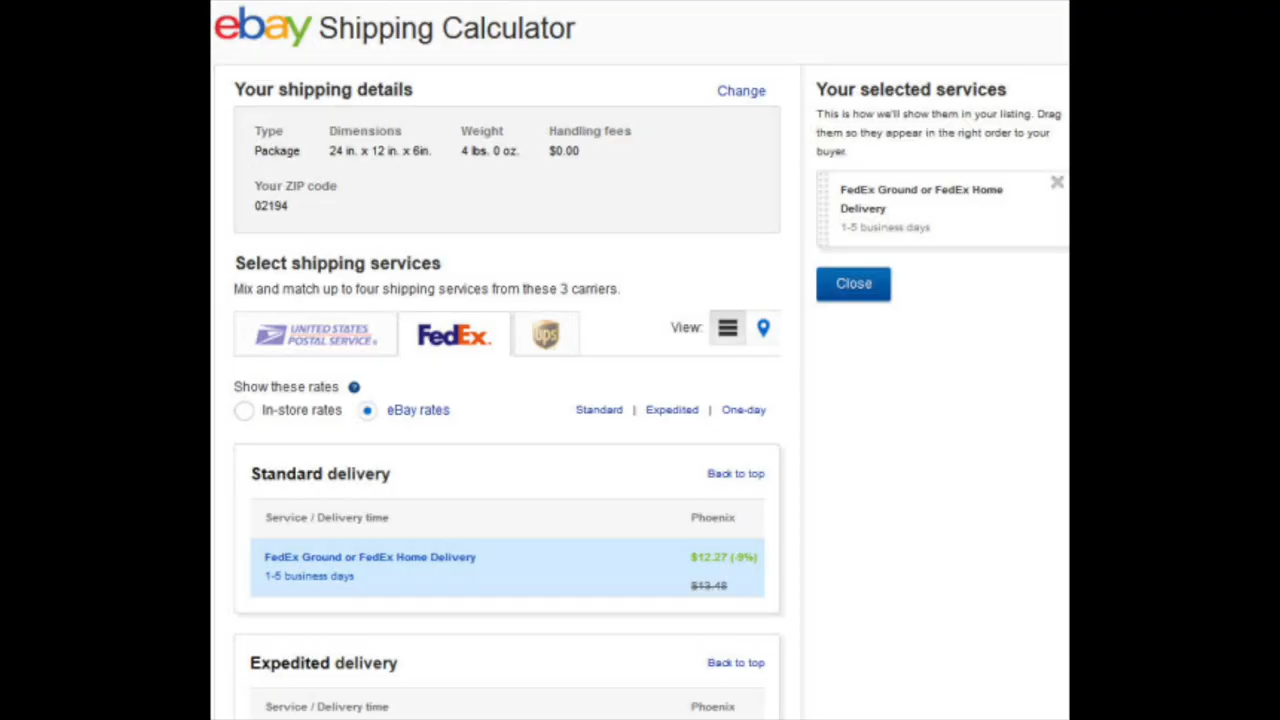 ebay Shipping Calculator
Your shipping details
Change
Type Dimensions Weight Handling fees
Package 24 in. x 12 in. x 6in. 4 lbs. 0 oz. $0.00
Your ZIP code
02194
Select shipping services
Mix and match up to four shipping services from these 3 carriers.
UNITED STATES
POSTAL SERVICE®
FedEx.
ups
View:
Show these rates ?
In-store rates eBay rates
Standard | Expedited | One-day
Standard delivery
Back to top
Service / Delivery time Phoenix
FedEx Ground or FedEx Home Delivery $12.27 (-9%)
1-5 business days
$13.48
Expedited delivery
Back to top
Service / Delivery time Phoenix
Your selected services
This is how we'll show them in your listing. Drag
them so they appear in the right order to your
buyer.
FedEx Ground or FedEx Home
Delivery
1-5 business days
Close